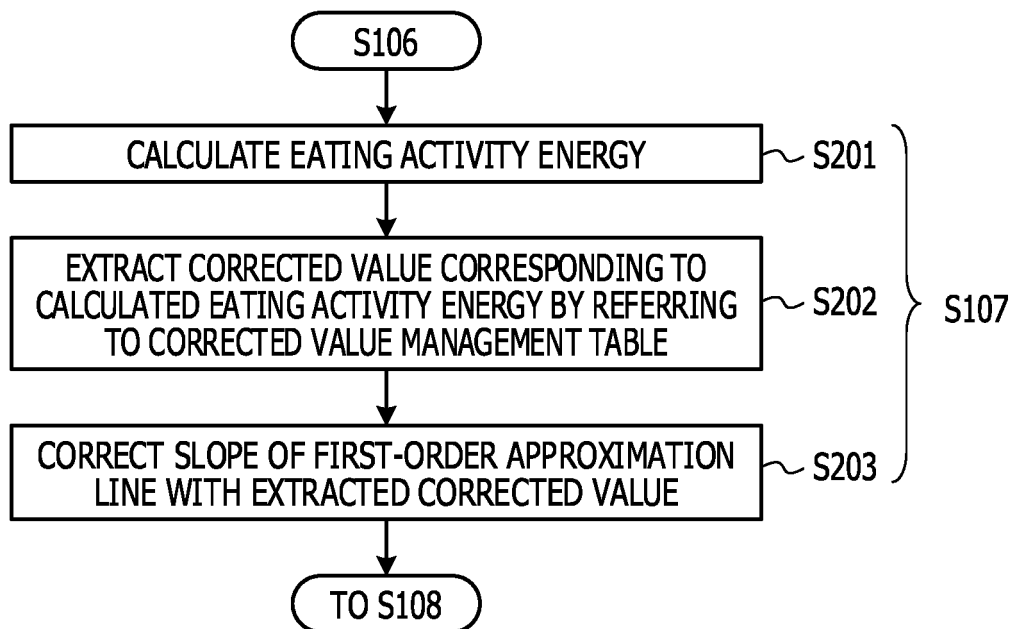 S106
CALCULATE EATING ACTIVITY ENERGY
S201
EXTRACT CORRECTED VALUE CORRESPONDING TO
CALCULATED EATING ACTIVITY ENERGY BY REFERRING
TO CORRECTED VALUE MANAGEMENT TABLE
S202
S107
CORRECT SLOPE OF FIRST-ORDER APPROXIMATION
LINE WITH EXTRACTED CORRECTED VALUE
S203
TO S108